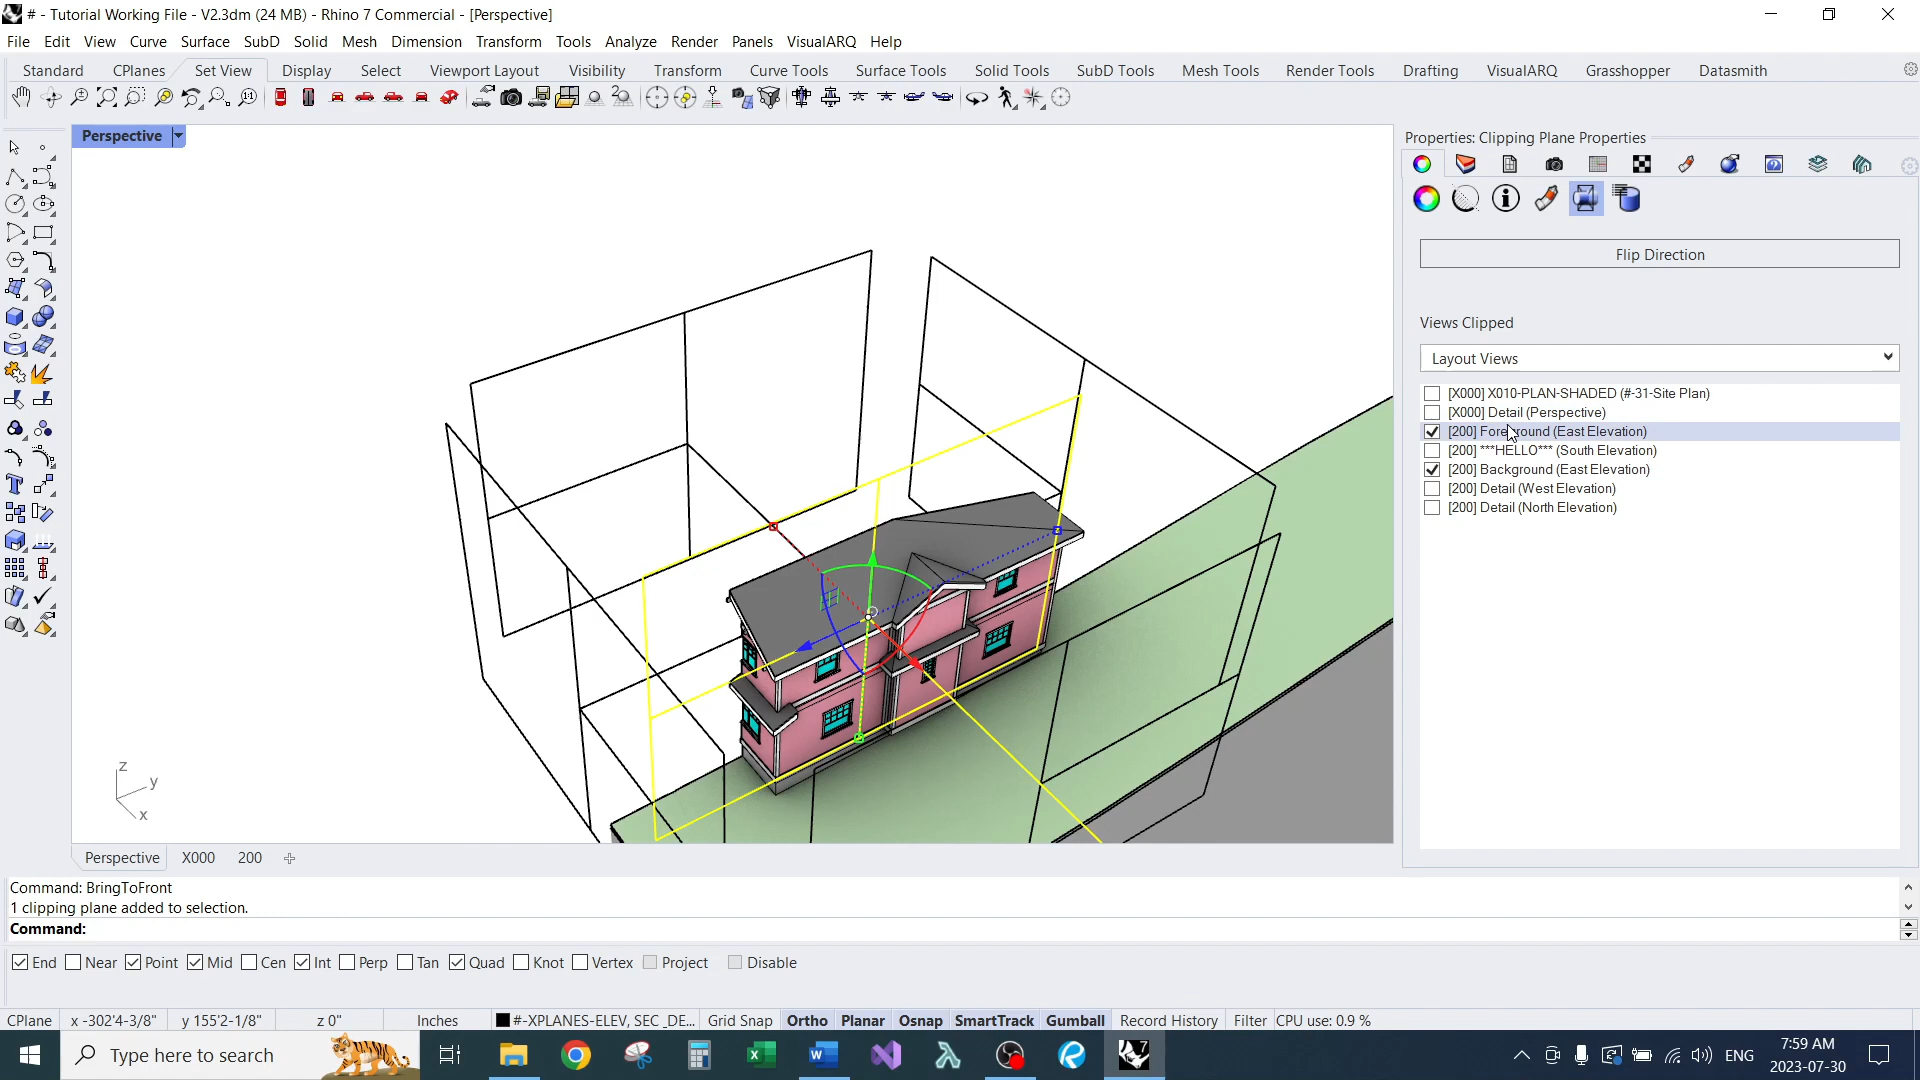 # - Tutorial Working File - V2.3dm (24 MB) - Rhino 7 Commercial - [Perspective]
File Edit View Curve Surface SubD Solid Mesh Dimension Transform Tools Analyze Render Panels VisualARQ Help
Standard CPlanes Set View Display Select Viewport Layout Visibility Transform Curve Tools Surface Tools Solid Tools SubD Tools Mesh Tools Render Tools Drafting VisualARQ Grasshopper Datasmith
Perspective
Properties: Clipping Plane Properties
Flip Direction
Views Clipped
Layout Views
[X000] X010-PLAN-SHADED (#-31-Site Plan)
[X000] Detail (Perspective)
[200] Foreground (East Elevation)
[200] ***HELLO*** (South Elevation)
[200] Background (East Elevation)
[200] Detail (West Elevation)
[200] Detail (North Elevation)
z
y
x
Perspective X000 200
Command: BringToFront
1 clipping plane added to selection.
Command:
End Near Point Mid Cen Int Perp Tan Quad Knot Vertex Project Disable
CPlane x -302'4-3/8" y 155'2-1/8" z 0" Inches #-XPLANES-ELEV, SEC _DE... Grid Snap Ortho Planar Osnap SmartTrack Gumball Record History Filter CPU use: 0.9 %
Type here to search
ENG
7:59 AM
2023-07-30